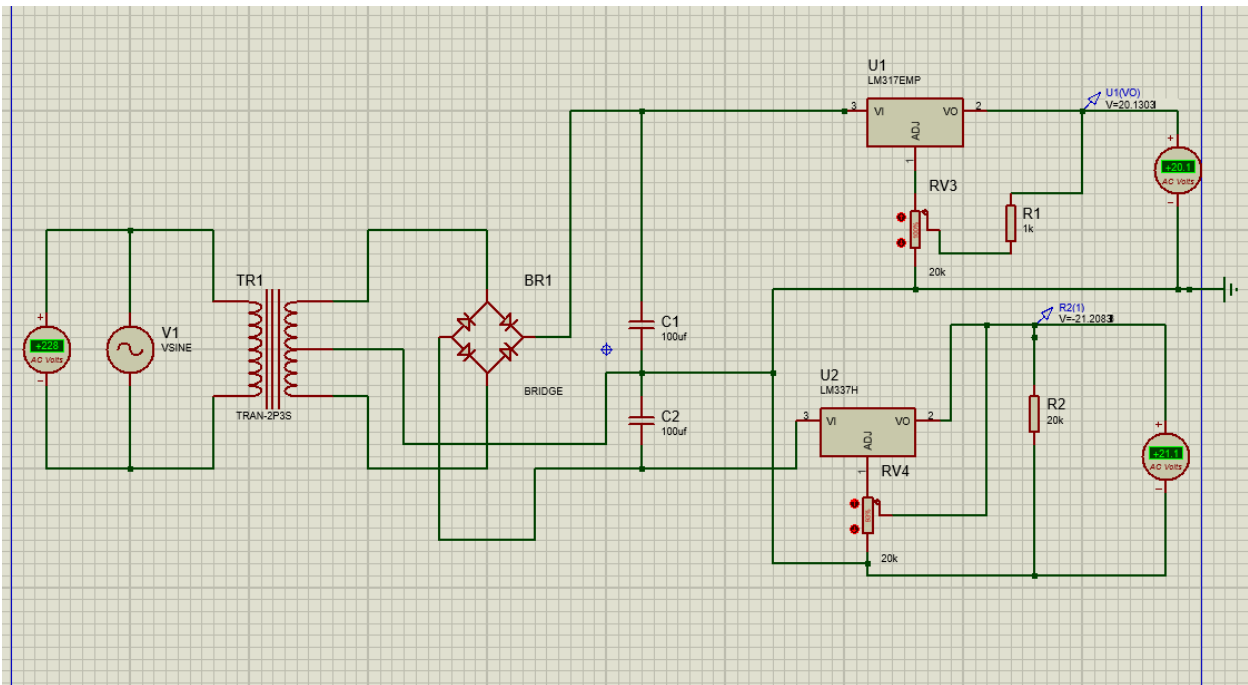 U1
LM317EMP
U1(VO)
V=20.1303
3
VI
VO
2
ADJ
1
+20.1
AC Volts
RV3
R1
1k
20k
TR1
BR1
V1
VSINE
+228
AC Volts
TRAN-2P3S
BRIDGE
C1
100uf
C2
100uf
R2(1)
V=-21.2083
U2
LM337H
3
VI
VO
2
ADJ
1
R2
20k
+21.1
AC Volts
RV4
20k